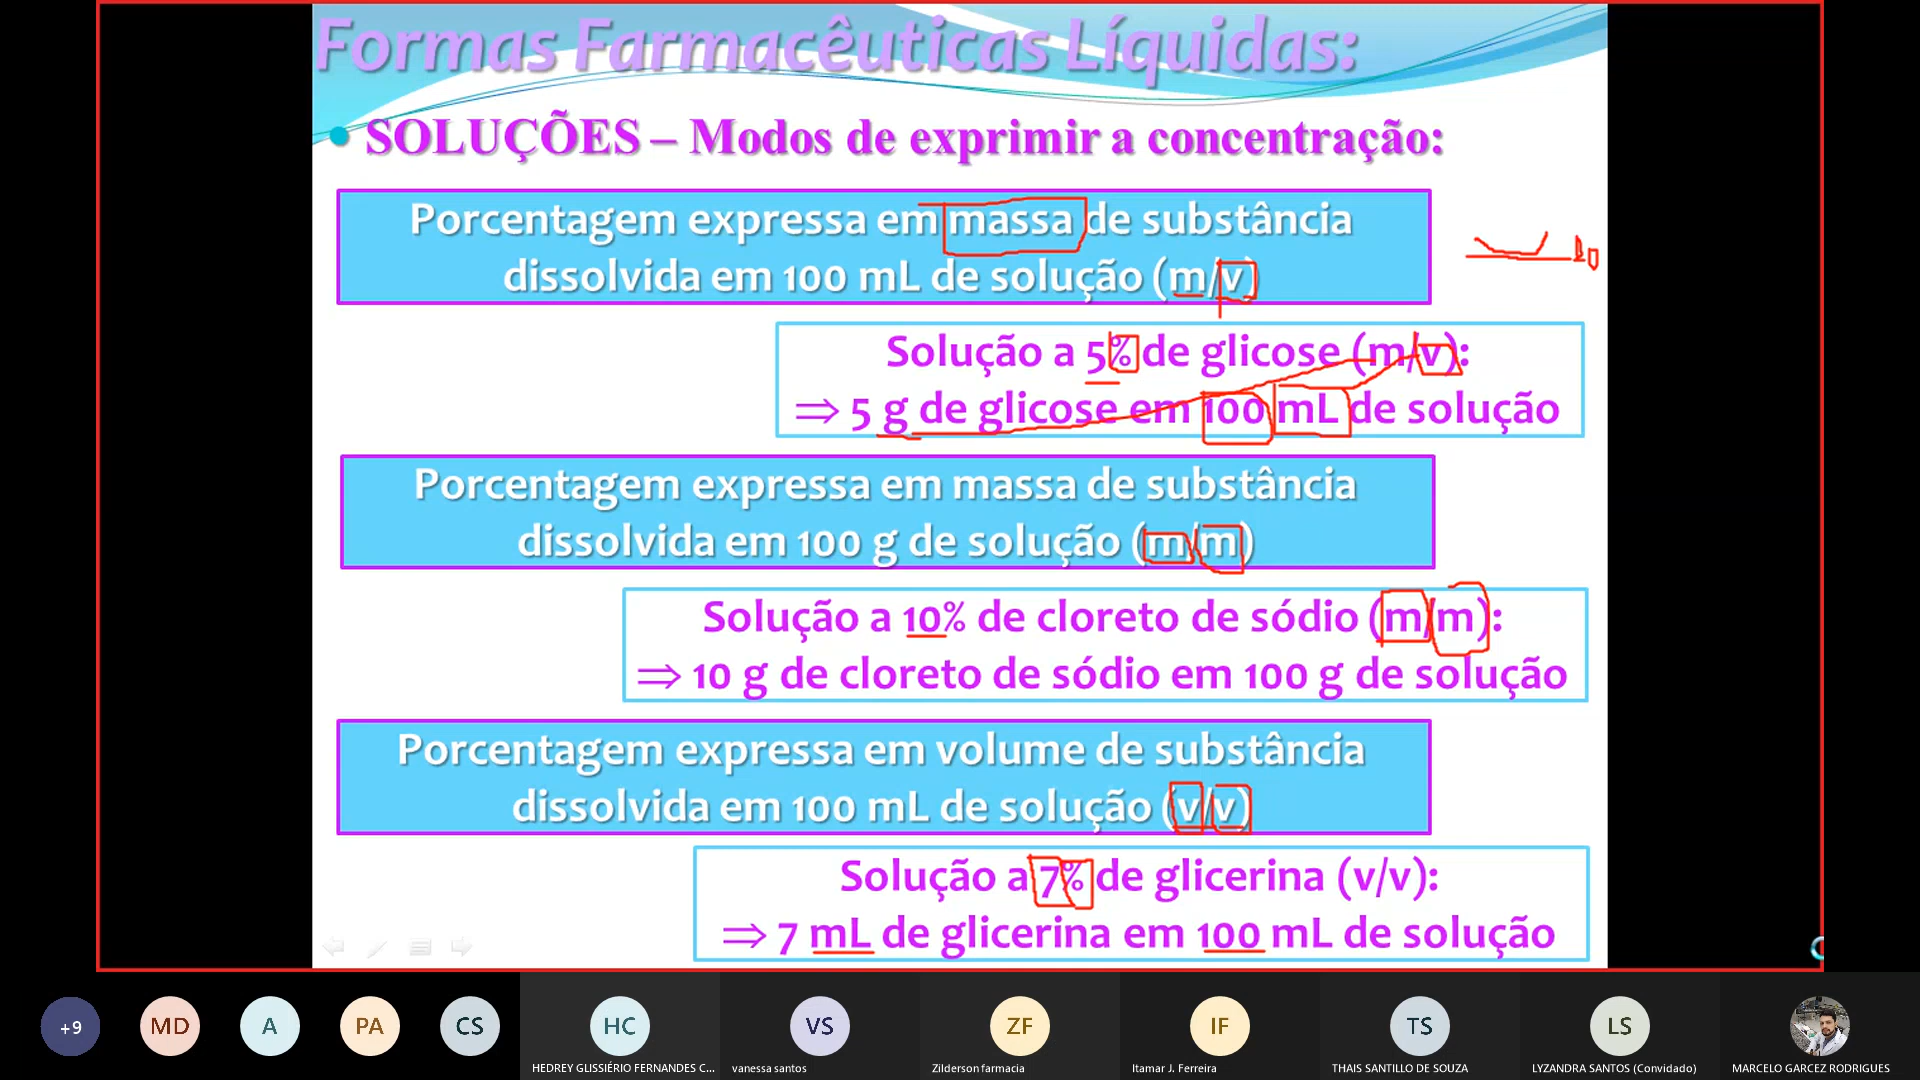 Formas Farmacêuticas Líquidas:
• SOLUÇÕES – Modos de exprimir a concentração:
Porcentagem expressa em massa de substância
dissolvida em 100 mL de solução (m/v)
Solução a 5% de glicose (m/v):
⇒ 5 g de glicose em 100 mL de solução
Porcentagem expressa em massa de substância
dissolvida em 100 g de solução (m/m)
Solução a 10% de cloreto de sódio (m/m):
⇒ 10 g de cloreto de sódio em 100 g de solução
Porcentagem expressa em volume de substância
dissolvida em 100 mL de solução (v/v)
Solução a 7% de glicerina (v/v):
⇒ 7 mL de glicerina em 100 mL de solução
+9 MD A PA CS HC VS ZF IF TS LS
HEDREY GLISSIÉRIO FERNANDES C... vanessa santos Zilderson farmacia Itamar J. Ferreira THAIS SANTILLO DE SOUZA LYZANDRA SANTOS (Convidado) MARCELO GARCEZ RODRIGUES